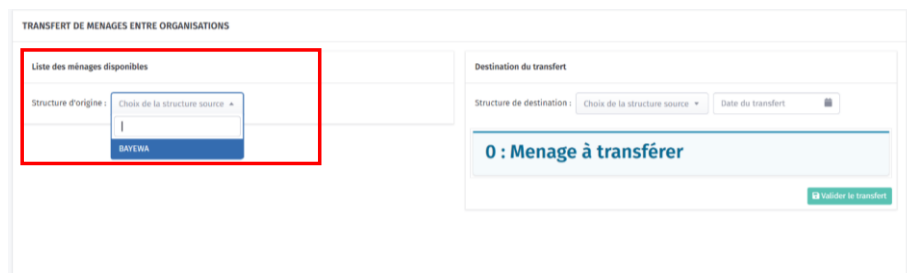 TRANSFERT DE MENAGES ENTRE ORGANISATIONS
Liste des ménages disponibles
Structure d'origine : Choix de la structure source
BAYEWA
Destination du transfert
Structure de destination : Choix de la structure source Date du transfert
0 : Menage à transférer
Valider le transfert